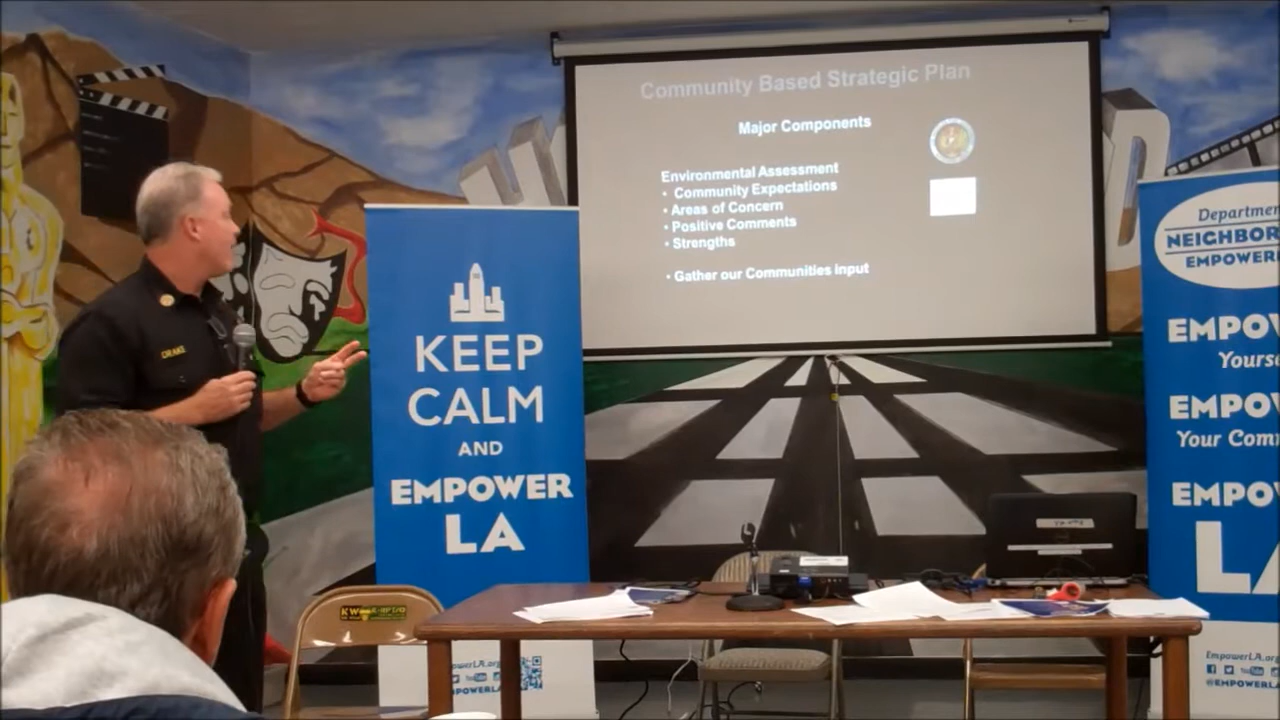 Community Based Strategic Plan
Major Components
Environmental Assessment
• Community Expectations
• Areas of Concern
• Positive Comments
• Strengths
• Gather our Communities input
DRAKE
KEEP
CALM
AND
EMPOWER
LA
Departmen
NEIGHBOR
EMPOWER
EMPOW
Yourse
EMPOW
Your Com
EMPOW
LA
EmpowerLA.org
@EMPOWERLA
EmpowerLA.org
@EMPOWERLA